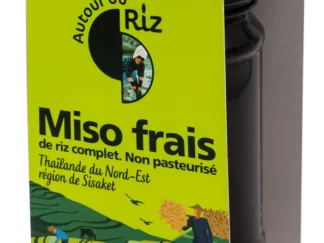 Autour du
Riz
Miso frais
de riz complet. Non pasteurisé
Thaïlande du Nord-Est
région de Sisaket